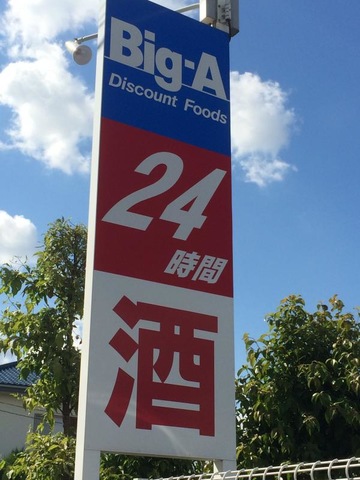 Big-A
Discount Foods
24
時間
酒